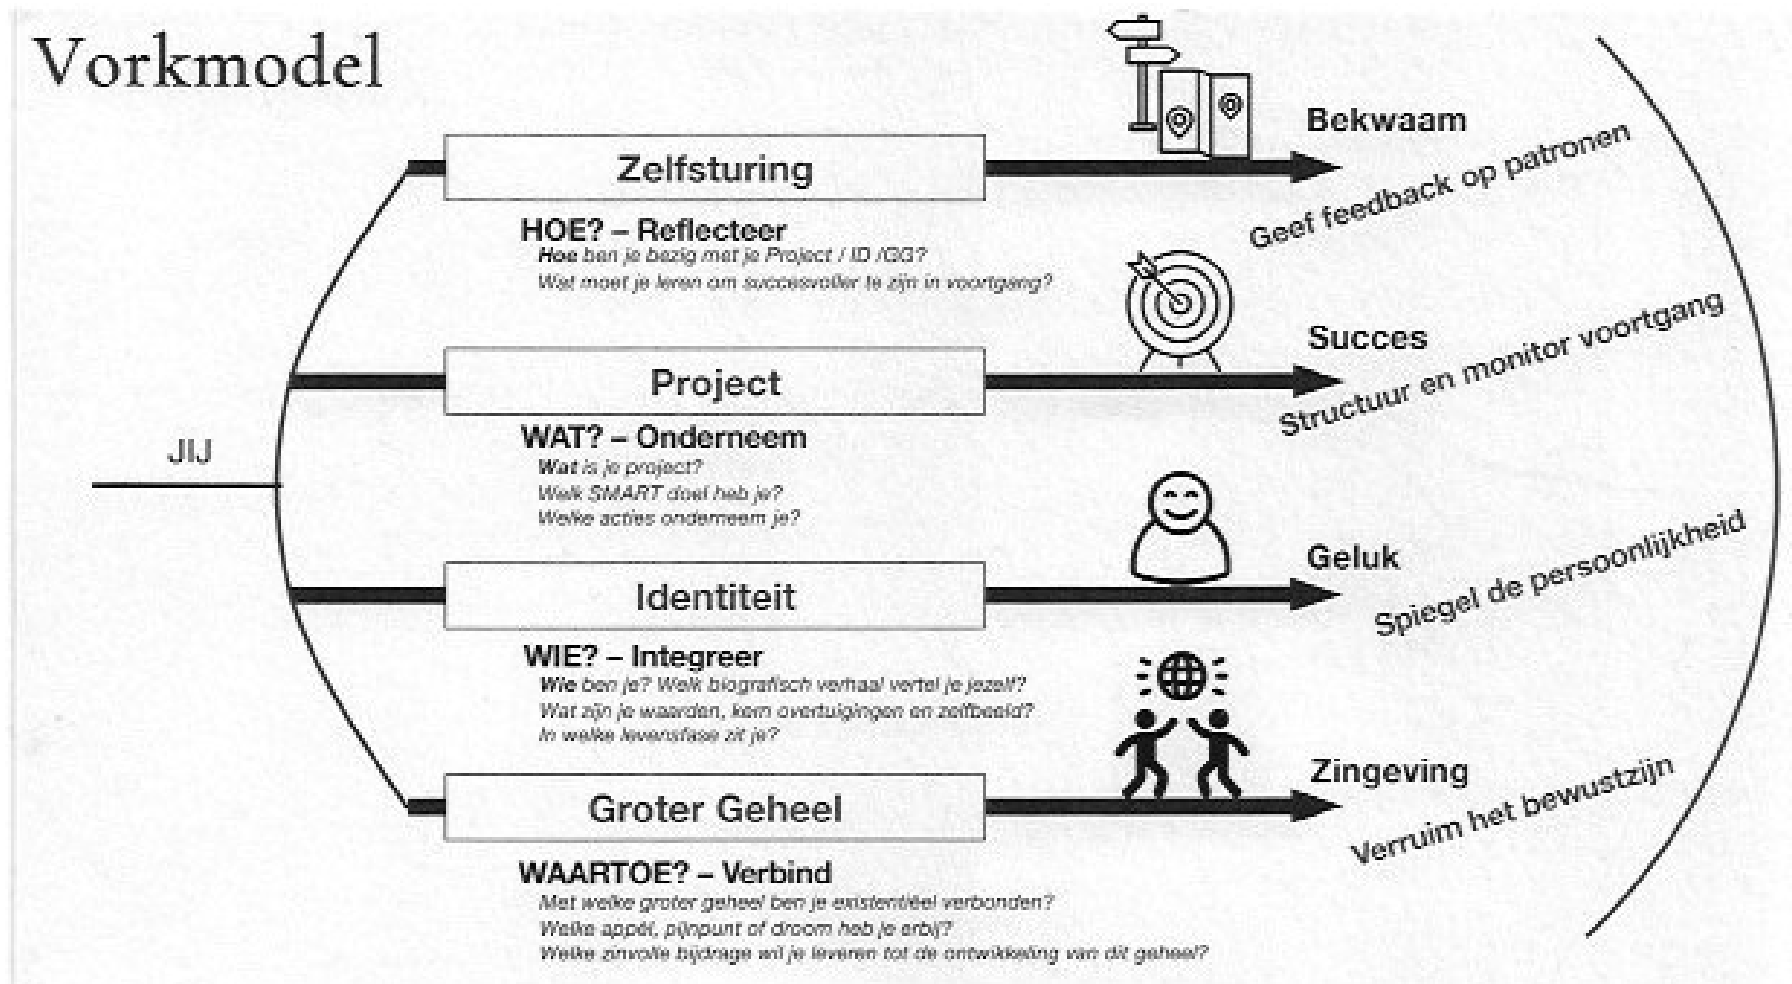 Vorkmodel
JIJ
Zelfsturing
Bekwaam
Geef feedback op patronen
HOE? – Reflecteer
Hoe ben je bezig met je Project / ID /GG?
Wat moet je leren om succesvoller te zijn in voortgang?
Project
Succes
Structuur en monitor voortgang
WAT? – Onderneem
Wat is je project?
Welk SMART doel heb je?
Welke acties onderneem je?
Identiteit
Geluk
Spiegel de persoonlijkheid
WIE? – Integreer
Wie ben je? Welk biografisch verhaal vertel je jezelf?
Wat zijn je waarden, kern overtuigingen en zelfbeeld?
In welke levensfase zit je?
Groter Geheel
Zingeving
Verruim het bewustzijn
WAARTOE? – Verbind
Met welke groter geheel ben je existentiëel verbonden?
Welke appèl, pijnpunt of droom heb je erbij?
Welke zinvolle bijdrage wil je leveren tot de ontwikkeling van dit geheel?